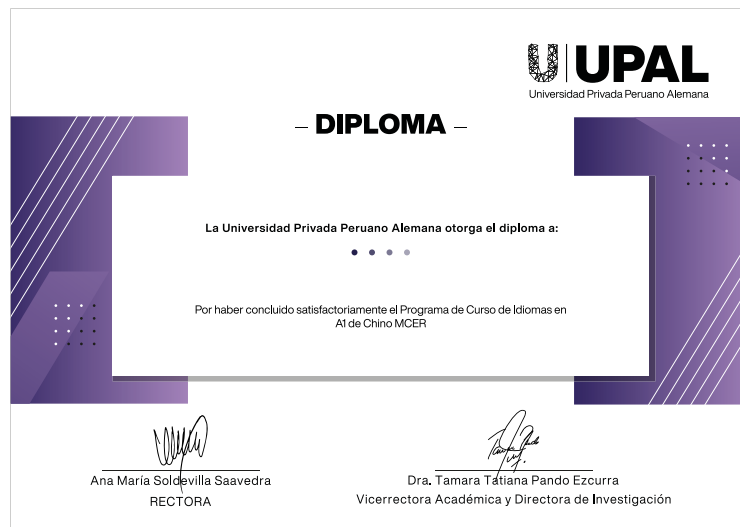 UPAL
Universidad Privada Peruano Alemana
DIPLOMA
La Universidad Privada Peruano Alemana otorga el diploma a:
Por haber concluido satisfactoriamente el Programa de Curso de Idiomas en
A1 de Chino MCER
Ana María Soldevilla Saavedra
RECTORA
Dra. Tamara Tatiana Pando Ezcurra
Vicerrectora Académica y Directora de Investigación